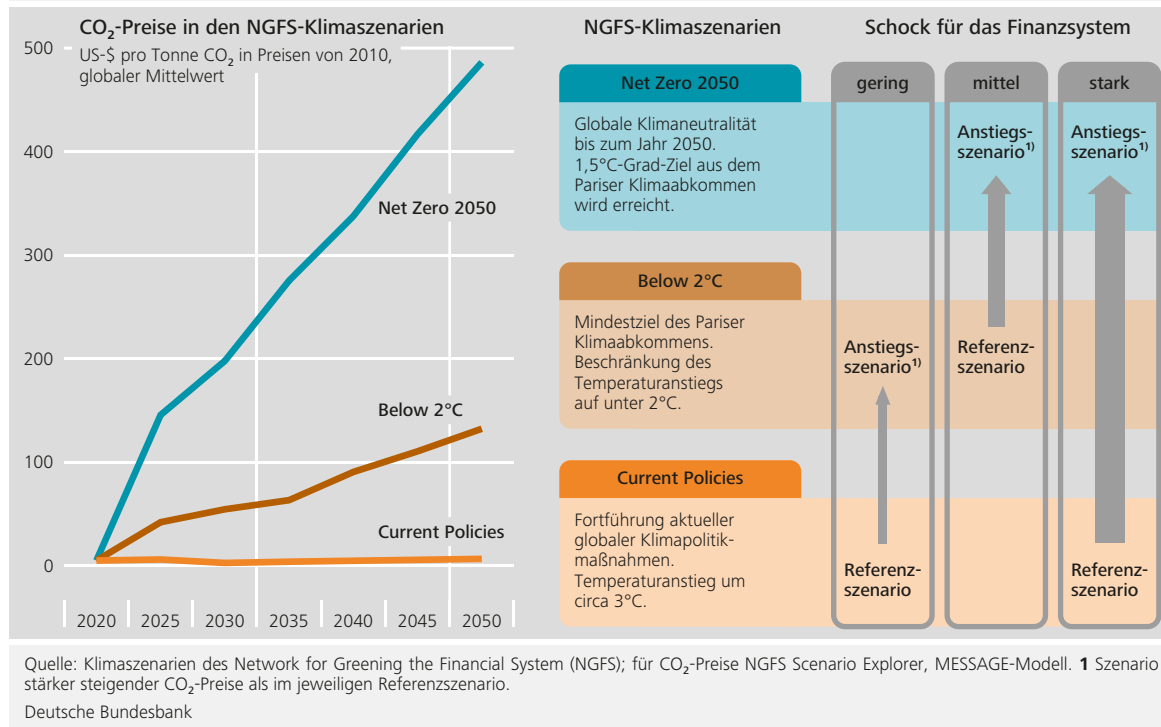 CO₂-Preise in den NGFS-Klimaszenarien
US-$ pro Tonne CO₂ in Preisen von 2010,
globaler Mittelwert
500
400
300
200
100
0
Net Zero 2050
Below 2°C
Current Policies
2020 2025 2030 2035 2040 2045 2050
NGFS-Klimaszenarien
Net Zero 2050
Globale Klimaneutralität
bis zum Jahr 2050.
1,5°C-Grad-Ziel aus dem
Pariser Klimaabkommen
wird erreicht.
Below 2°C
Mindestziel des Pariser
Klimaabkommens.
Beschränkung des
Temperaturanstiegs
auf unter 2°C.
Current Policies
Fortführung aktueller
globaler Klimapolitik-
maßnahmen.
Temperaturanstieg um
circa 3°C.
Schock für das Finanzsystem
gering
Anstiegs-
szenario¹⁾
Referenz-
szenario
mittel
Anstiegs-
szenario¹⁾
Referenz-
szenario
stark
Anstiegs-
szenario¹⁾
Referenz-
szenario
Quelle: Klimaszenarien des Network for Greening the Financial System (NGFS); für CO₂-Preise NGFS Scenario Explorer, MESSAGE-Modell. 1 Szenario
stärker steigender CO₂-Preise als im jeweiligen Referenzszenario.
Deutsche Bundesbank